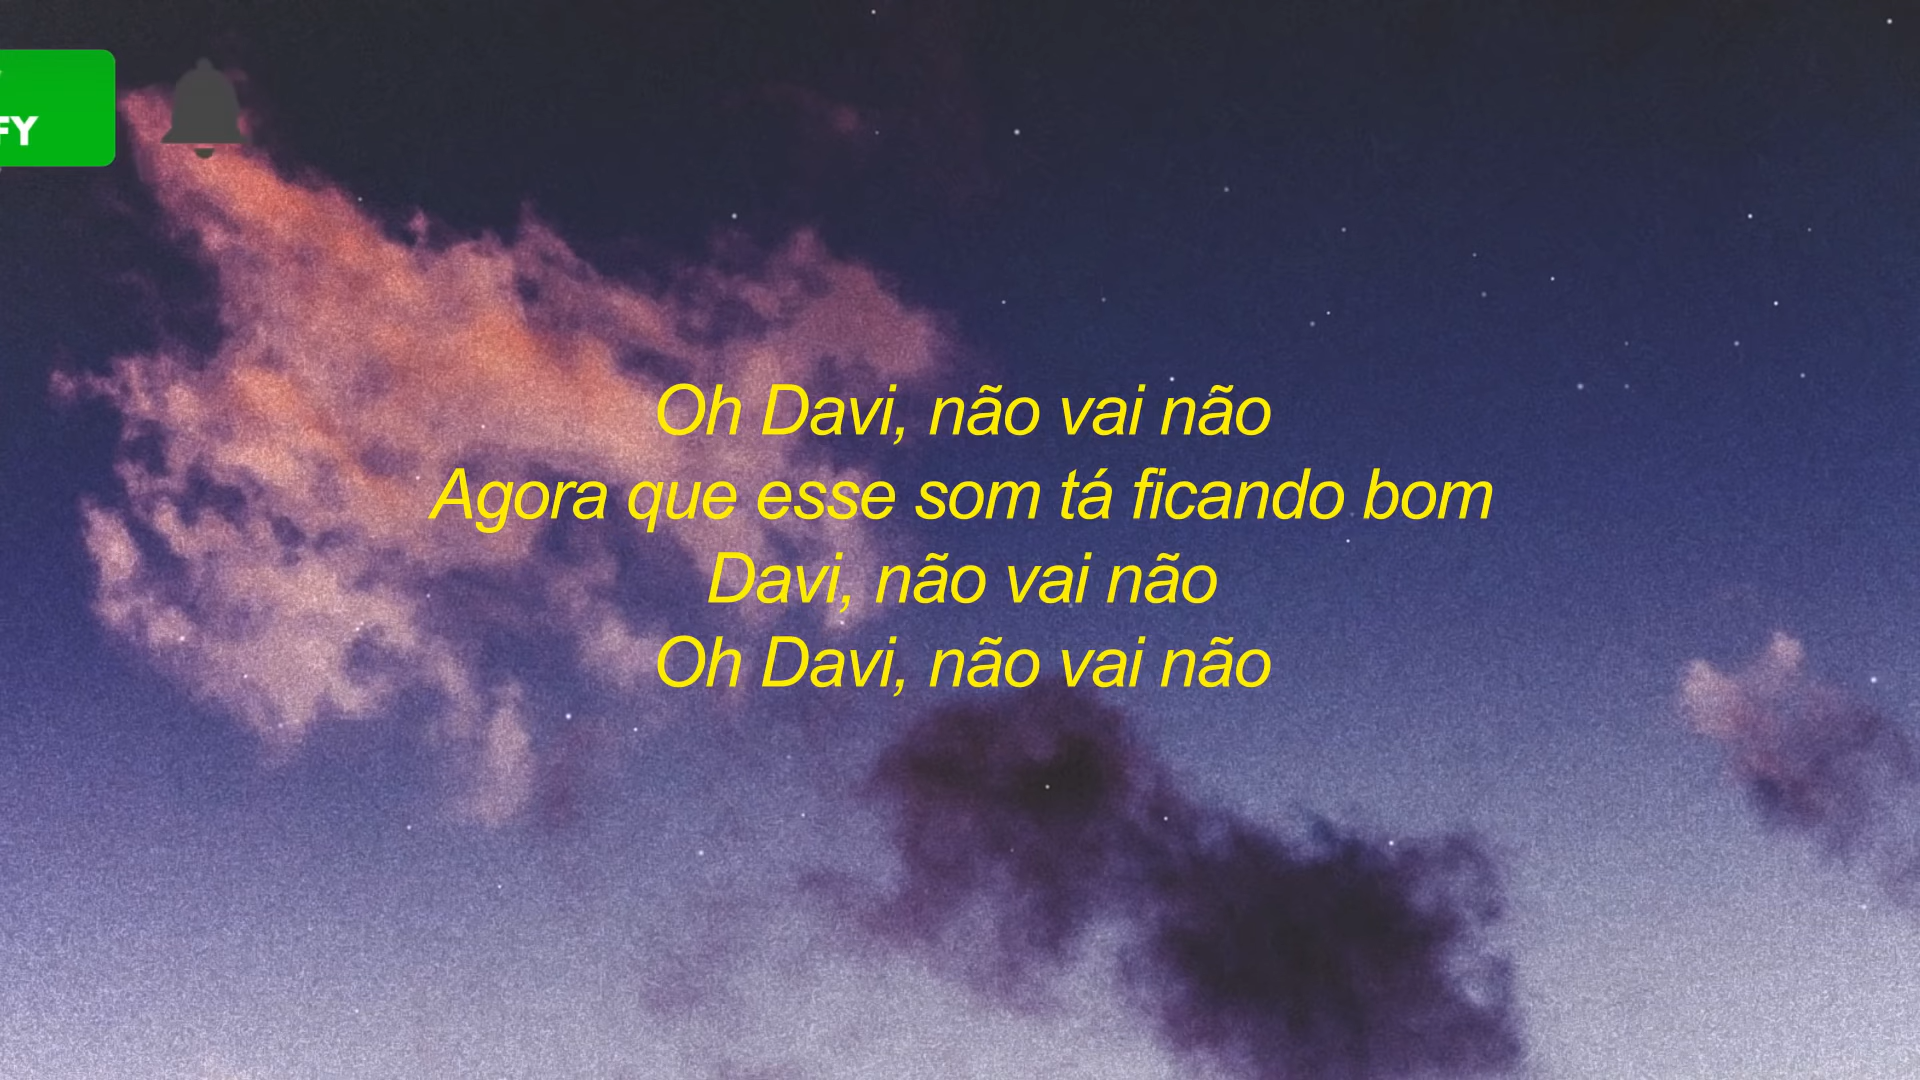 FY
Oh Davi, não vai não
Agora que esse som tá ficando bom
Davi, não vai não
Oh Davi, não vai não